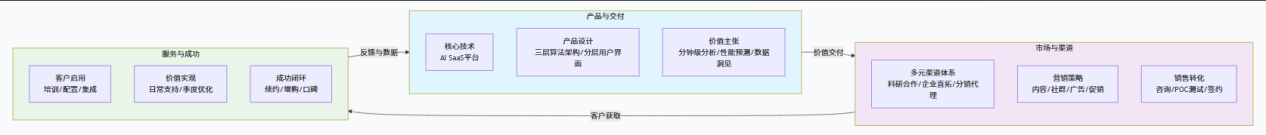 服务与成功
客户启用
培训/配置/集成
价值实现
日常支持/季度优化
成功闭环
续约/增购/口碑
反馈与数据
产品与交付
核心技术
AI SaaS平台
产品设计
三层算法架构/分层用户界
面
价值主张
分钟级分析/性能预测/数据
洞见
价值交付
市场与渠道
多元渠道体系
科研合作/企业直拓/分销代
理
营销策略
内容/社群/广告/促销
销售转化
咨询/POC测试/签约
客户获取